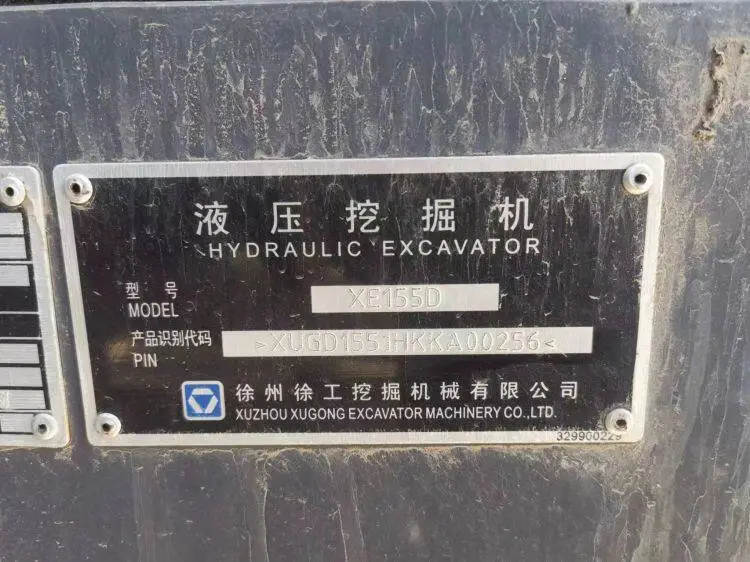 液压挖掘机
HYDRAULIC EXCAVATOR
型号 XE155D
MODEL
产品识别代码 >XUGD1551HKKA00256<
PIN
徐州徐工挖掘机械有限公司
XUZHOU XUGONG EXCAVATOR MACHINERY CO.,LTD.
329900229